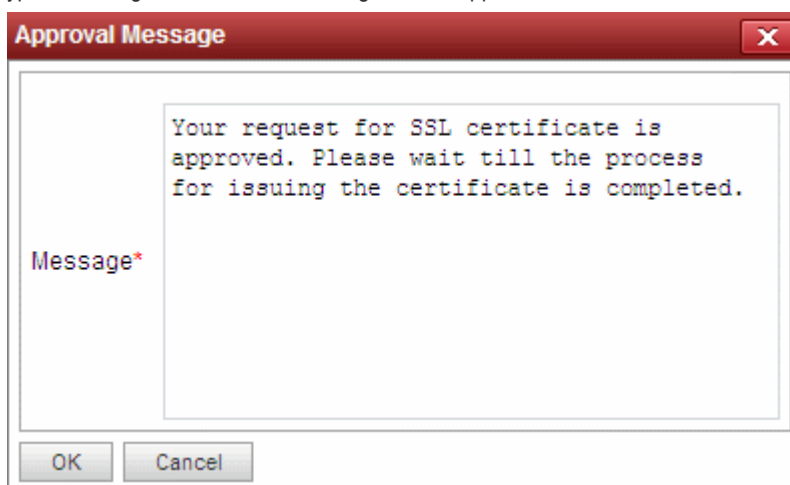 Approval Message
Your request for SSL certificate is
approved. Please wait till the process
for issuing the certificate is completed.
Message*
OK
Cancel